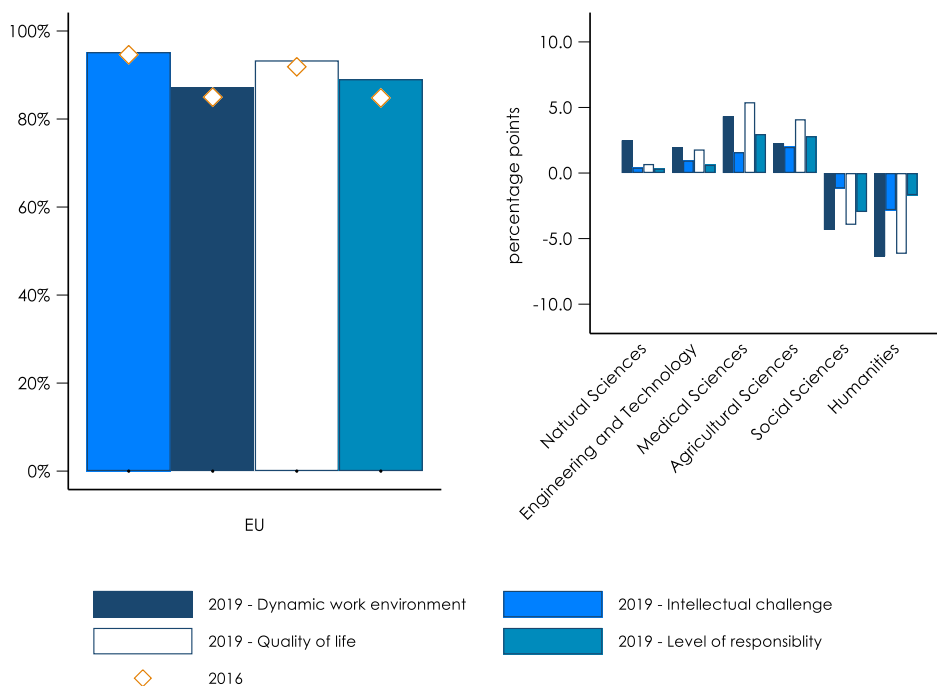 100%
80%
60%
40%
20%
0%
EU
percentage points
10.0
5.0
0.0
-5.0
-10.0
Natural Sciences
Engineering and Technology
Medical Sciences
Agricultural Sciences
Social Sciences
Humanities
2019 - Dynamic work environment
2019 - Intellectual challenge
2019 - Quality of life
2019 - Level of responsiblity
2016